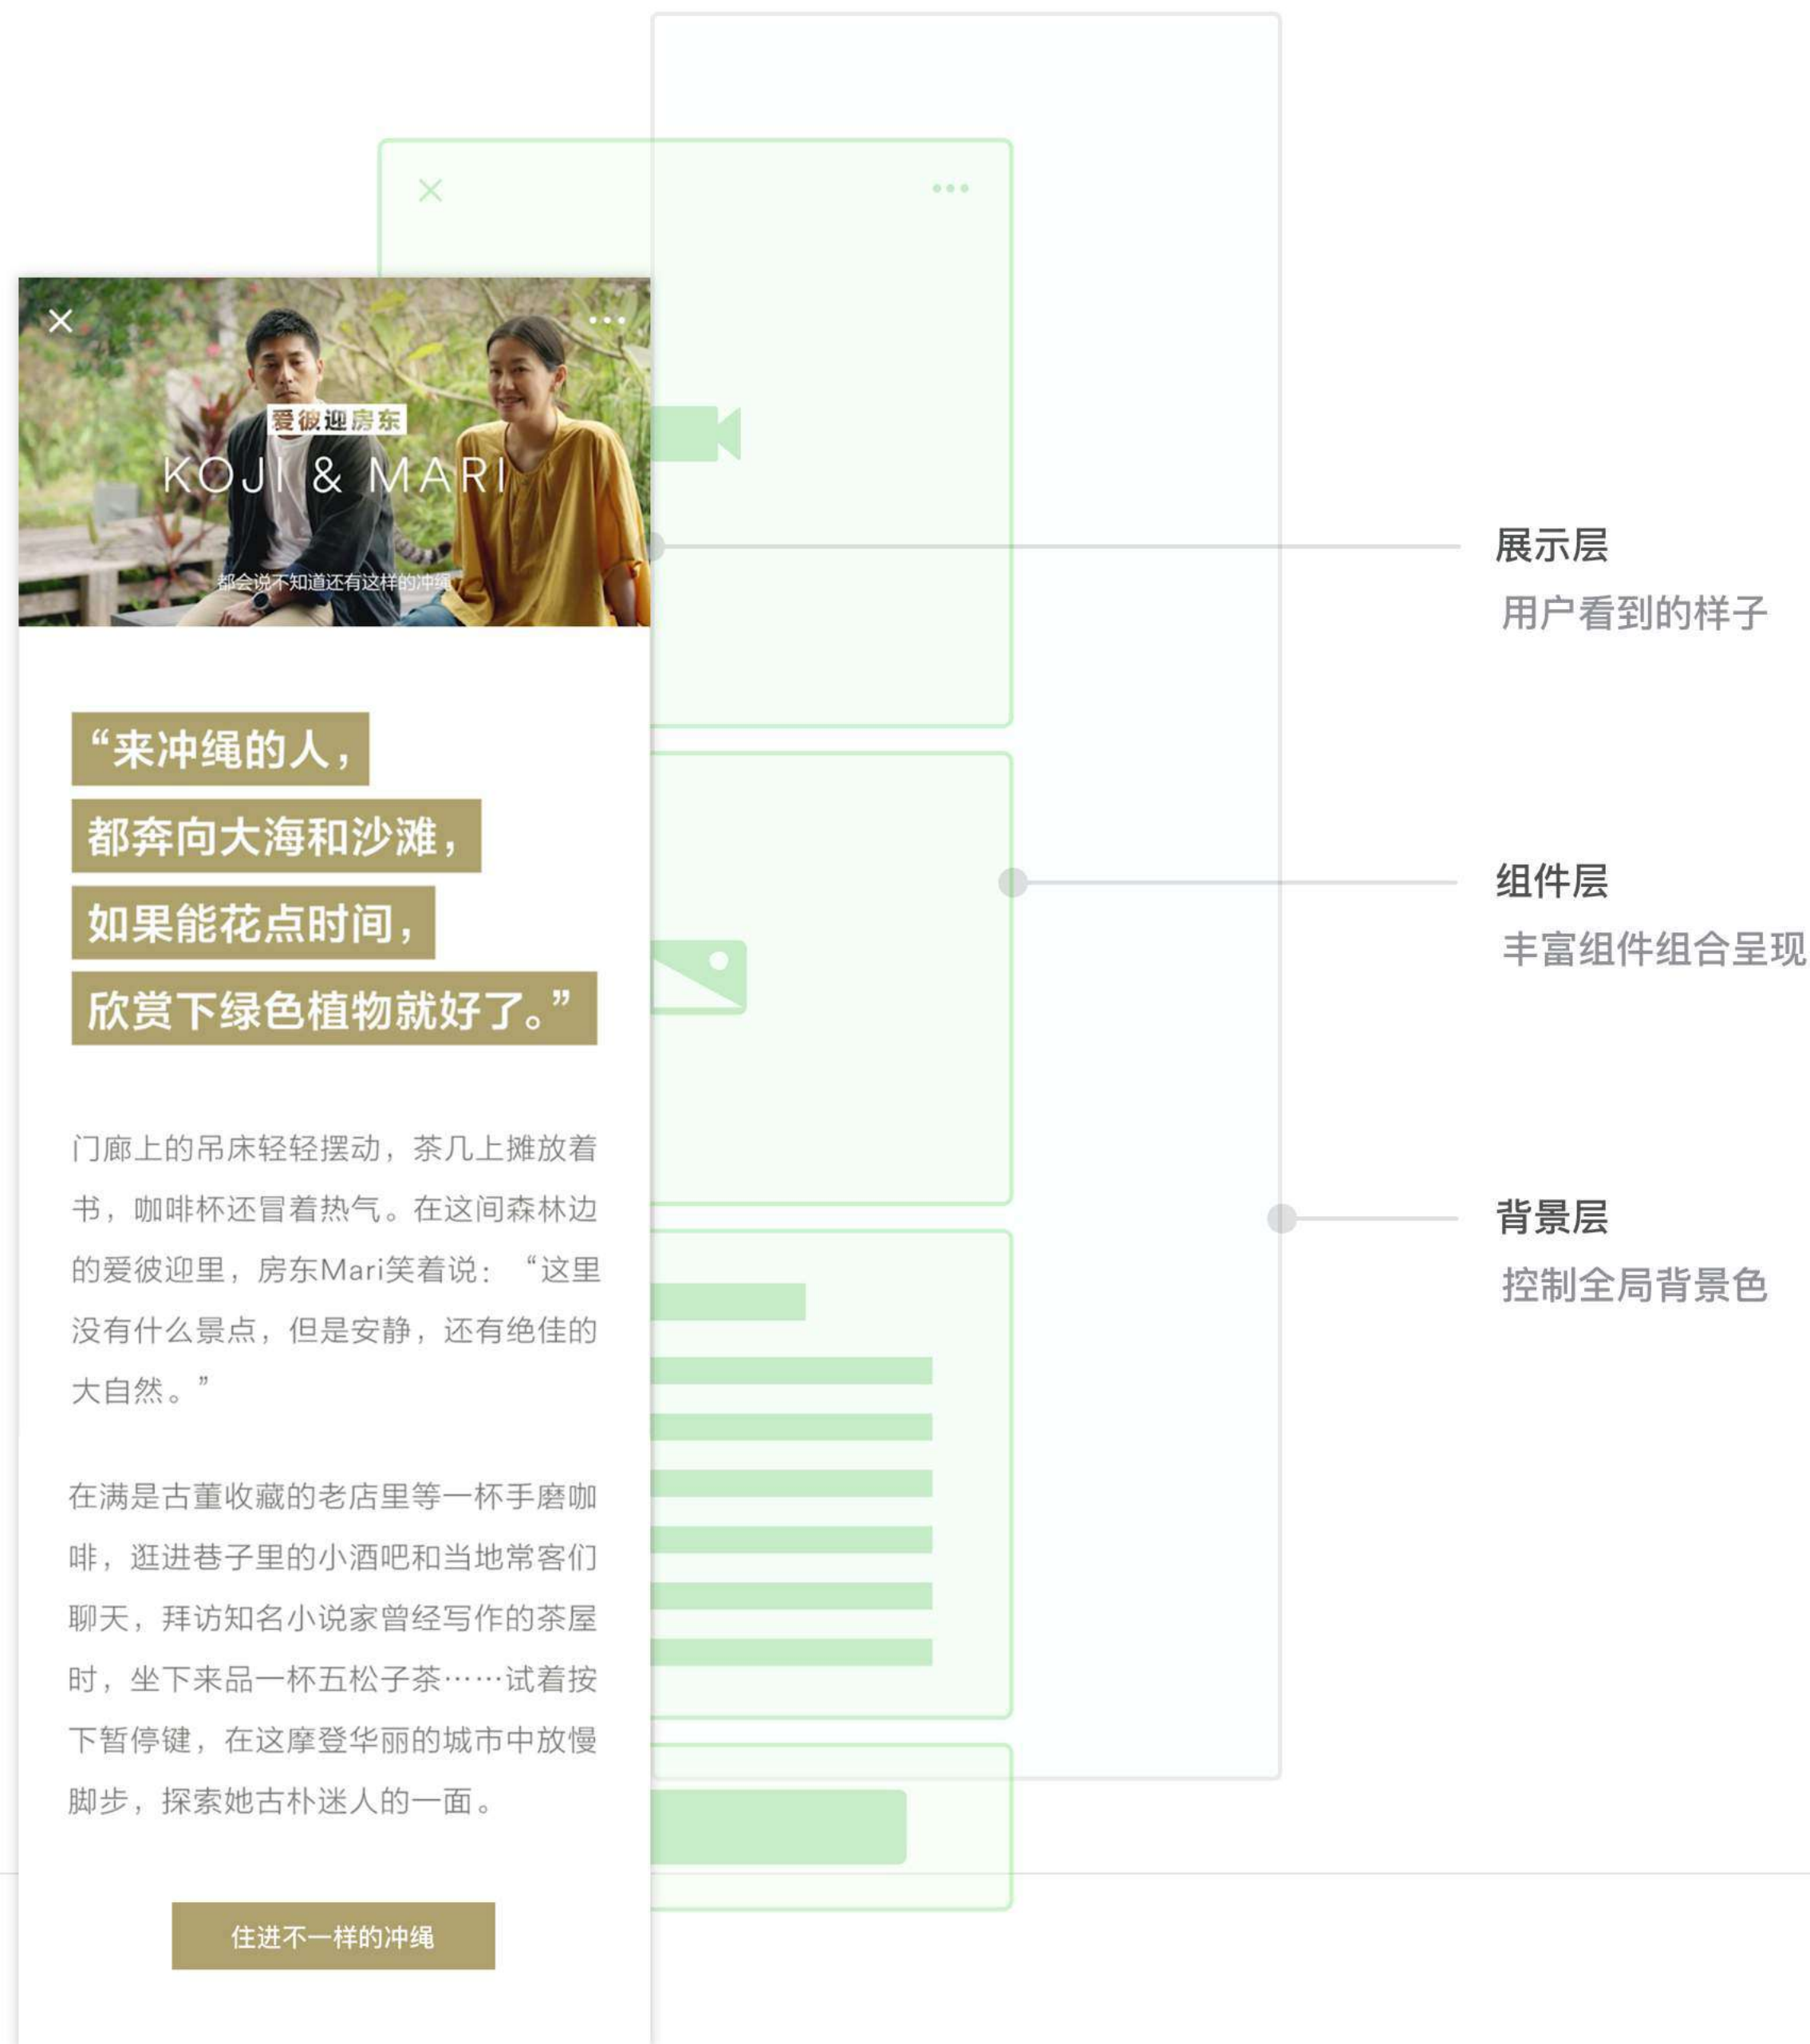 爱彼迎房东
KOJI & MARI
都会说不知道还有这样的冲绳
“来冲绳的人，
都奔向大海和沙滩，
如果能花点时间，
欣赏下绿色植物就好了。”
门廊上的吊床轻轻摆动，茶几上摊放着
书，咖啡杯还冒着热气。在这间森林边
的爱彼迎里，房东Mari笑着说：“这里
没有什么景点，但是安静，还有绝佳的
大自然。”
在满是古董收藏的老店里等一杯手磨咖
啡，逛进巷子里的小酒吧和当地常客们
聊天，拜访知名小说家曾经写作的茶屋
时，坐下来品一杯五松子茶……试着按
下暂停键，在这摩登华丽的城市中放慢
脚步，探索她古朴迷人的一面。
住进不一样的冲绳
展示层
用户看到的样子
组件层
丰富组件组合呈现
背景层
控制全局背景色